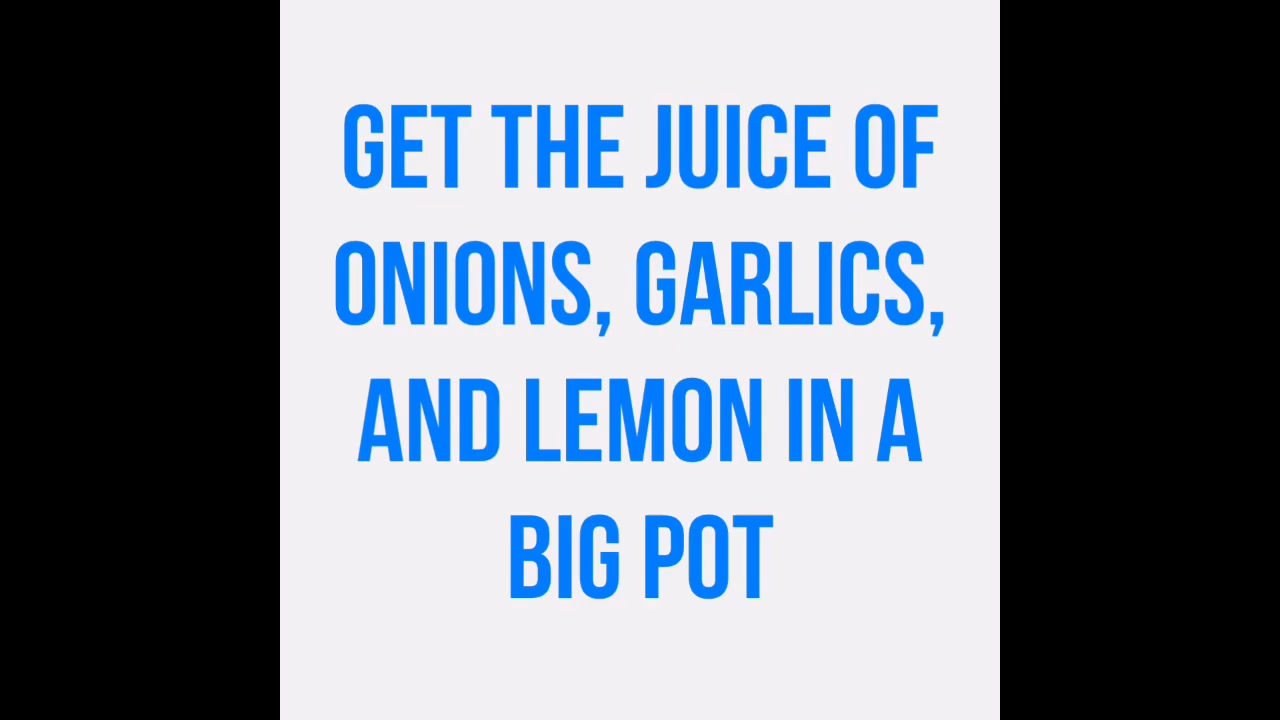 GET THE JUICE OF
ONIONS, GARLICS,
AND LEMON IN A
BIG POT